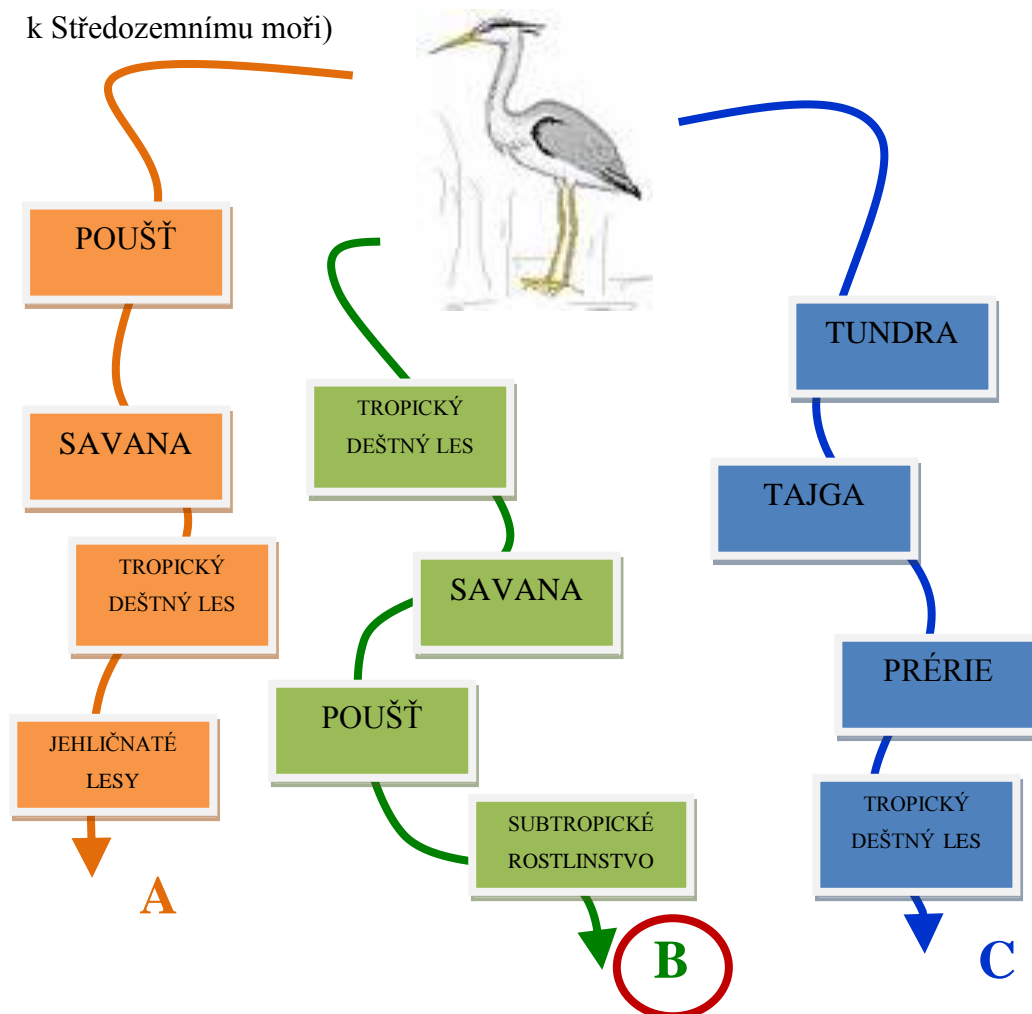 k Středozemnímu moři)
POUŠŤ
SAVANA
TROPICKÝ
DEŠTNÝ LES
JEHLIČNATÉ
LESY
A
TROPICKÝ
DEŠTNÝ LES
SAVANA
POUŠŤ
SUBTROPICKÉ
ROSTLINSTVO
B
TUNDRA
TAJGA
PRÉRIE
TROPICKÝ
DEŠTNÝ LES
C